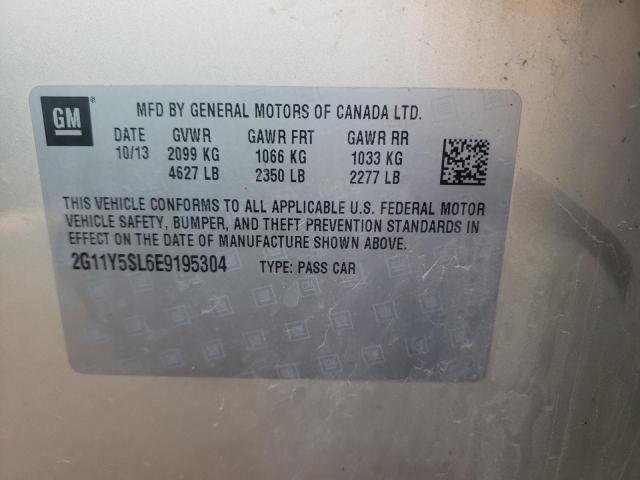 GM ®
MFD BY GENERAL MOTORS OF CANADA LTD.
DATE GVWR GAWR FRT GAWR RR
10/13 2099 KG 1066 KG 1033 KG
4627 LB 2350 LB 2277 LB
THIS VEHICLE CONFORMS TO ALL APPLICABLE U.S. FEDERAL MOTOR
VEHICLE SAFETY, BUMPER, AND THEFT PREVENTION STANDARDS IN
EFFECT ON THE DATE OF MANUFACTURE SHOWN ABOVE.
2G11Y5SL6E9195304 TYPE: PASS CAR